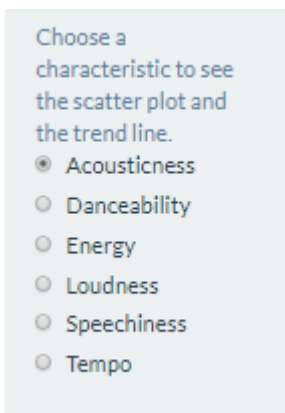 Choose a
characteristic to see
the scatter plot and
the trend line.
Acousticness
Danceability
Energy
Loudness
Speechiness
Tempo